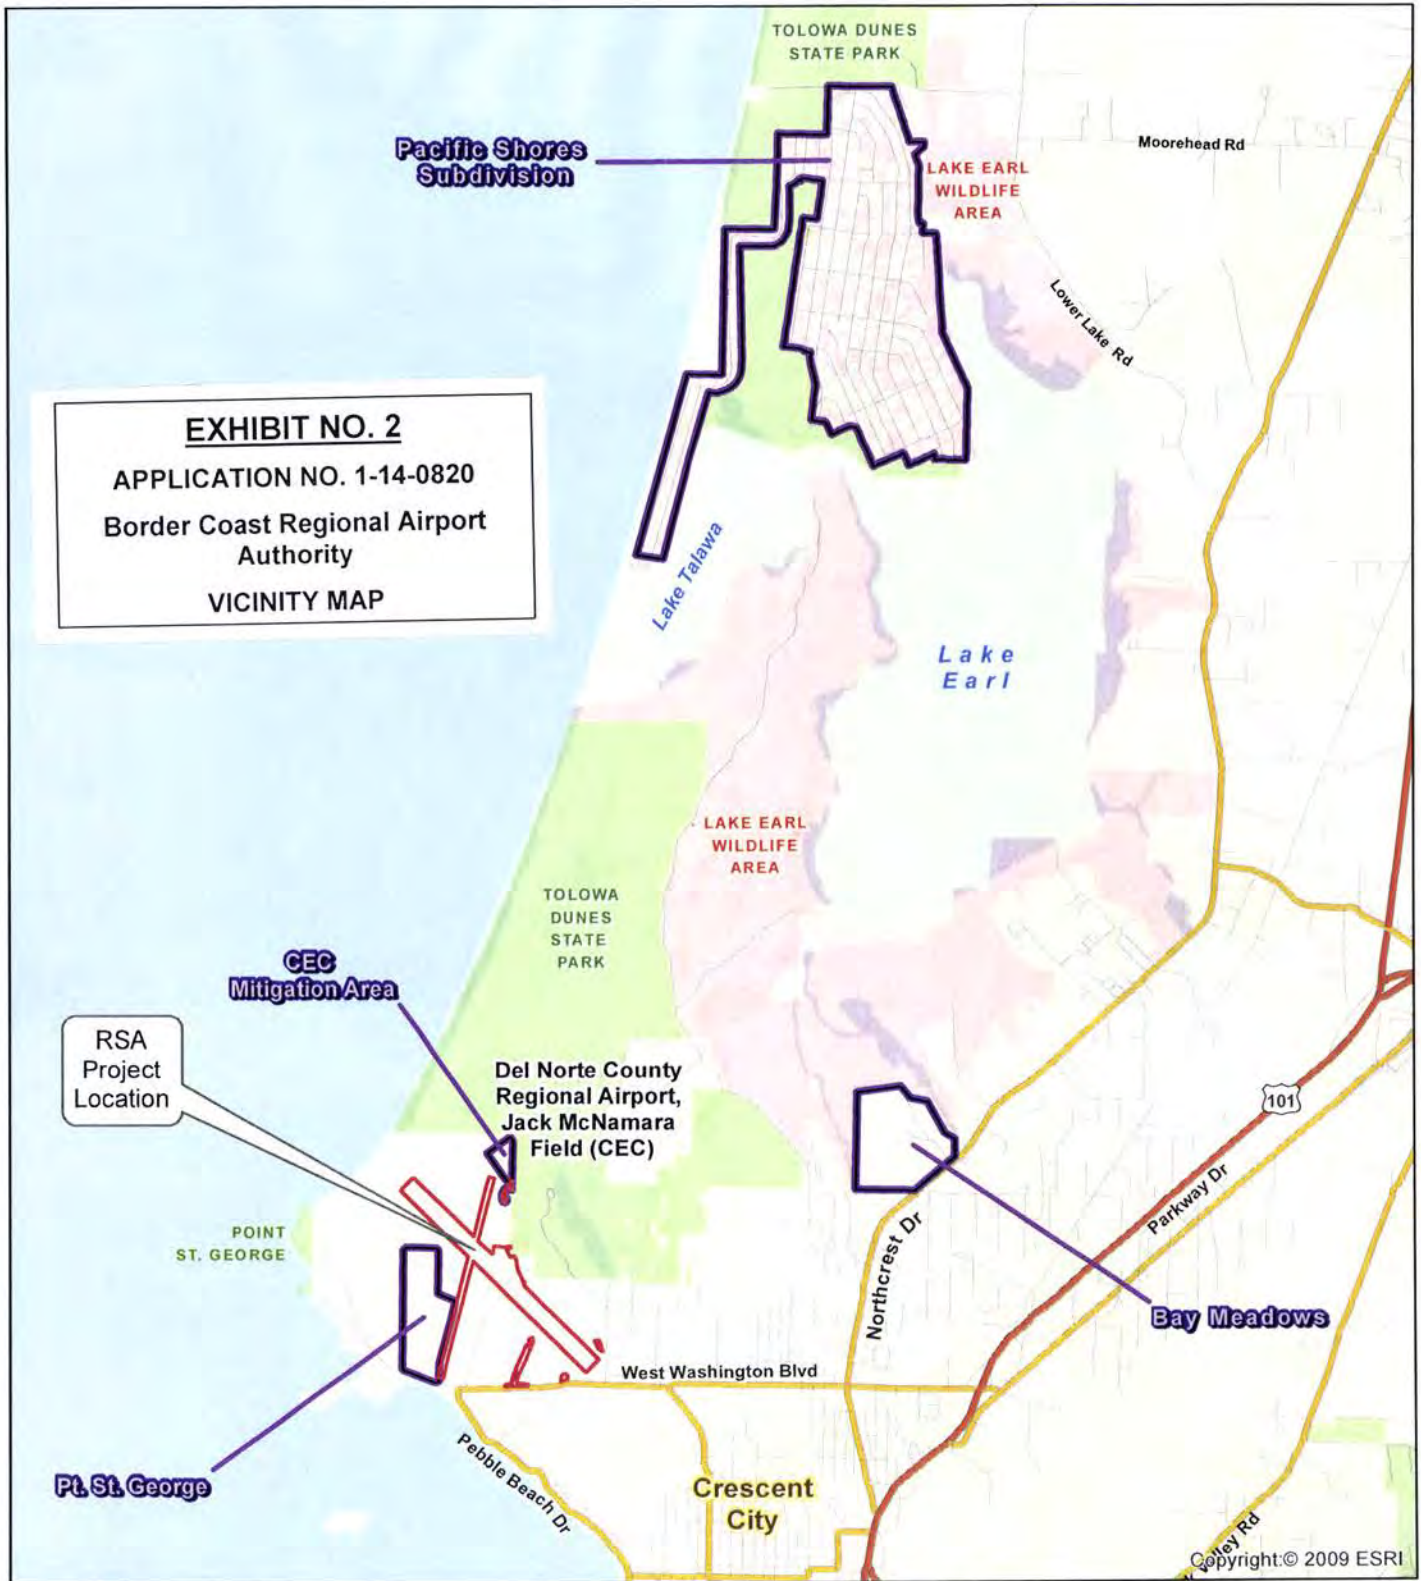 TOLOWA DUNES
STATE PARK
Pacific Shores
Subdivision
Moorehead Rd
LAKE EARL
WILDLIFE
AREA
Lower Lake Rd
EXHIBIT NO. 2
APPLICATION NO. 1-14-0820
Border Coast Regional Airport
Authority
VICINITY MAP
Lake Talawa
Lake
Earl
LAKE EARL
WILDLIFE
AREA
TOLOWA
DUNES
STATE
PARK
CEC
Mitigation Area
RSA
Project
Location
Del Norte County
Regional Airport,
Jack McNamara
Field (CEC)
101
Parkway Dr
POINT
ST. GEORGE
Northcrest Dr
Bay Meadows
West Washington Blvd
Pebble Beach Dr
Pt. St. George
Crescent
City
Valley Rd
Copyright:© 2009 ESRI